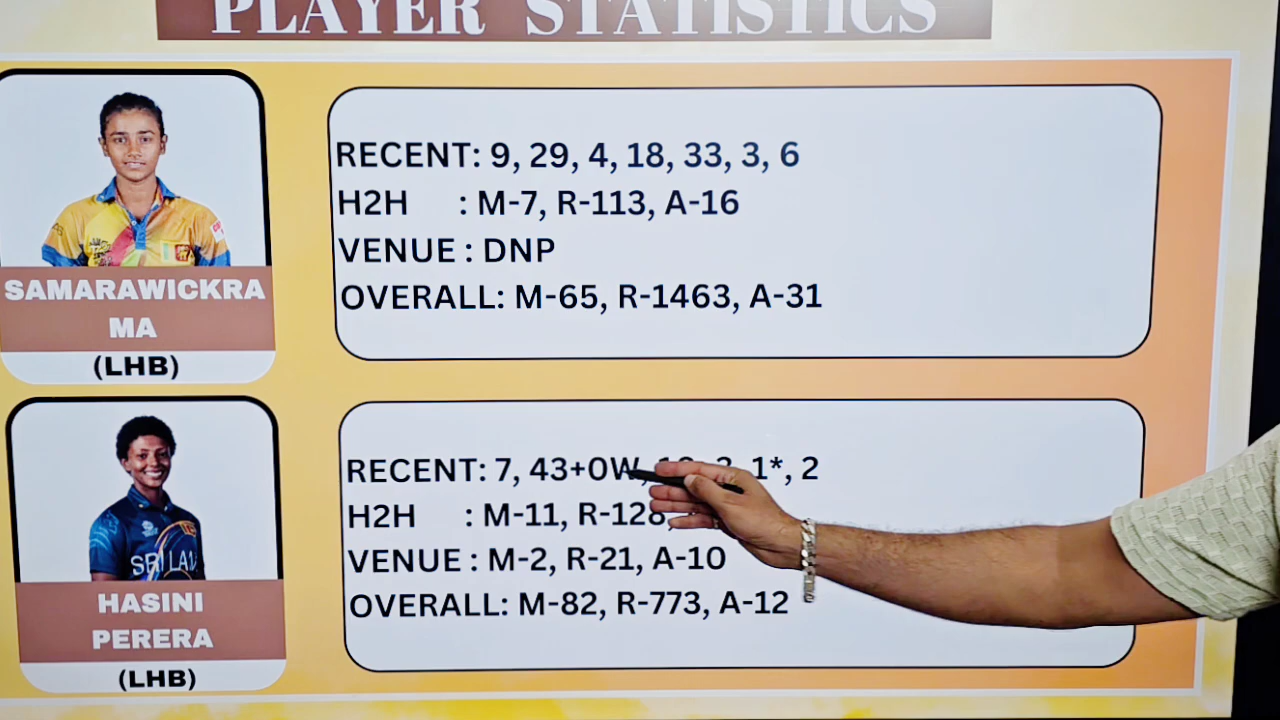 PLAYER STATISTICS
SAMARAWICKRA
MA
(LHB)
RECENT: 9, 29, 4, 18, 33, 3, 6
H2H : M-7, R-113, A-16
VENUE : DNP
OVERALL: M-65, R-1463, A-31
SRI LAN
HASINI
PERERA
(LHB)
RECENT: 7, 43+0W, 1*, 2
H2H : M-11, R-128,
VENUE : M-2, R-21, A-10
OVERALL: M-82, R-773, A-12